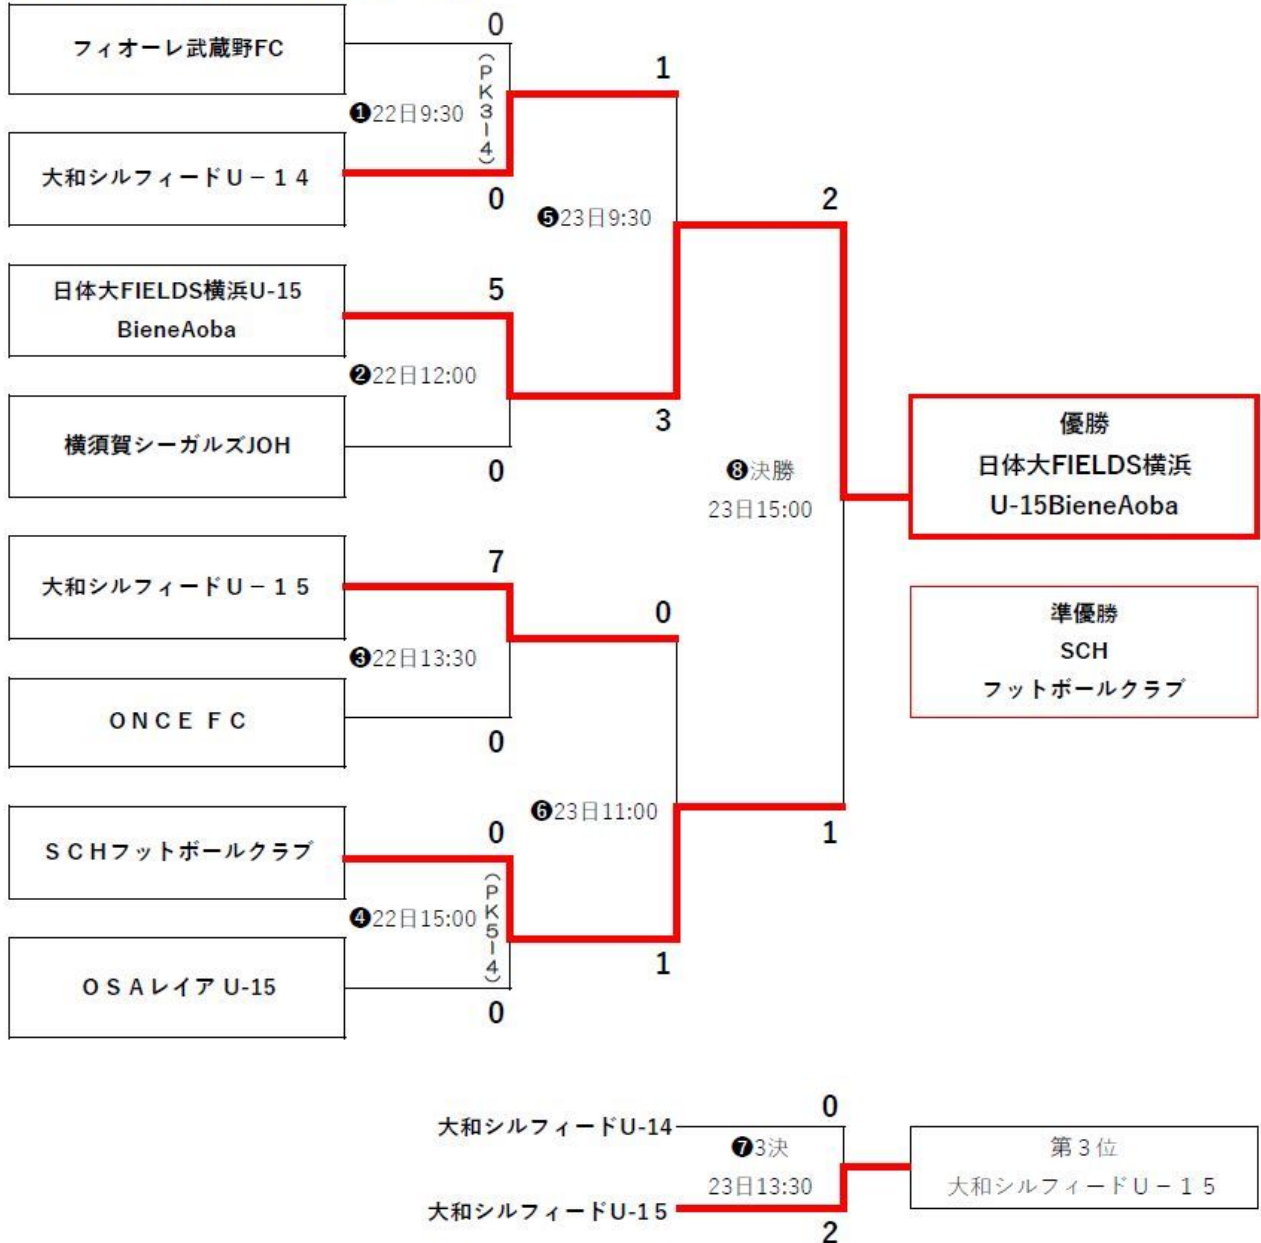 フィオーレ武蔵野FC
0
(PK3-4)
❶22日9:30
1
大和シルフィードU-14
0
❺23日9:30
2
日体大FIELDS横浜U-15
BieneAoba
5
❷22日12:00
3
横須賀シーガルズJOH
0
❽決勝
23日15:00
優勝
日体大FIELDS横浜
U-15BieneAoba
大和シルフィードU-15
7
0
❸22日13:30
準優勝
SCH
フットボールクラブ
ONCE FC
0
❻23日11:00
1
SCHフットボールクラブ
0
(PK5-4)
❹22日15:00
1
OSAレイア U-15
0
大和シルフィードU-14
0
❼3決
23日13:30
大和シルフィードU-15
2
第3位
大和シルフィードU-15